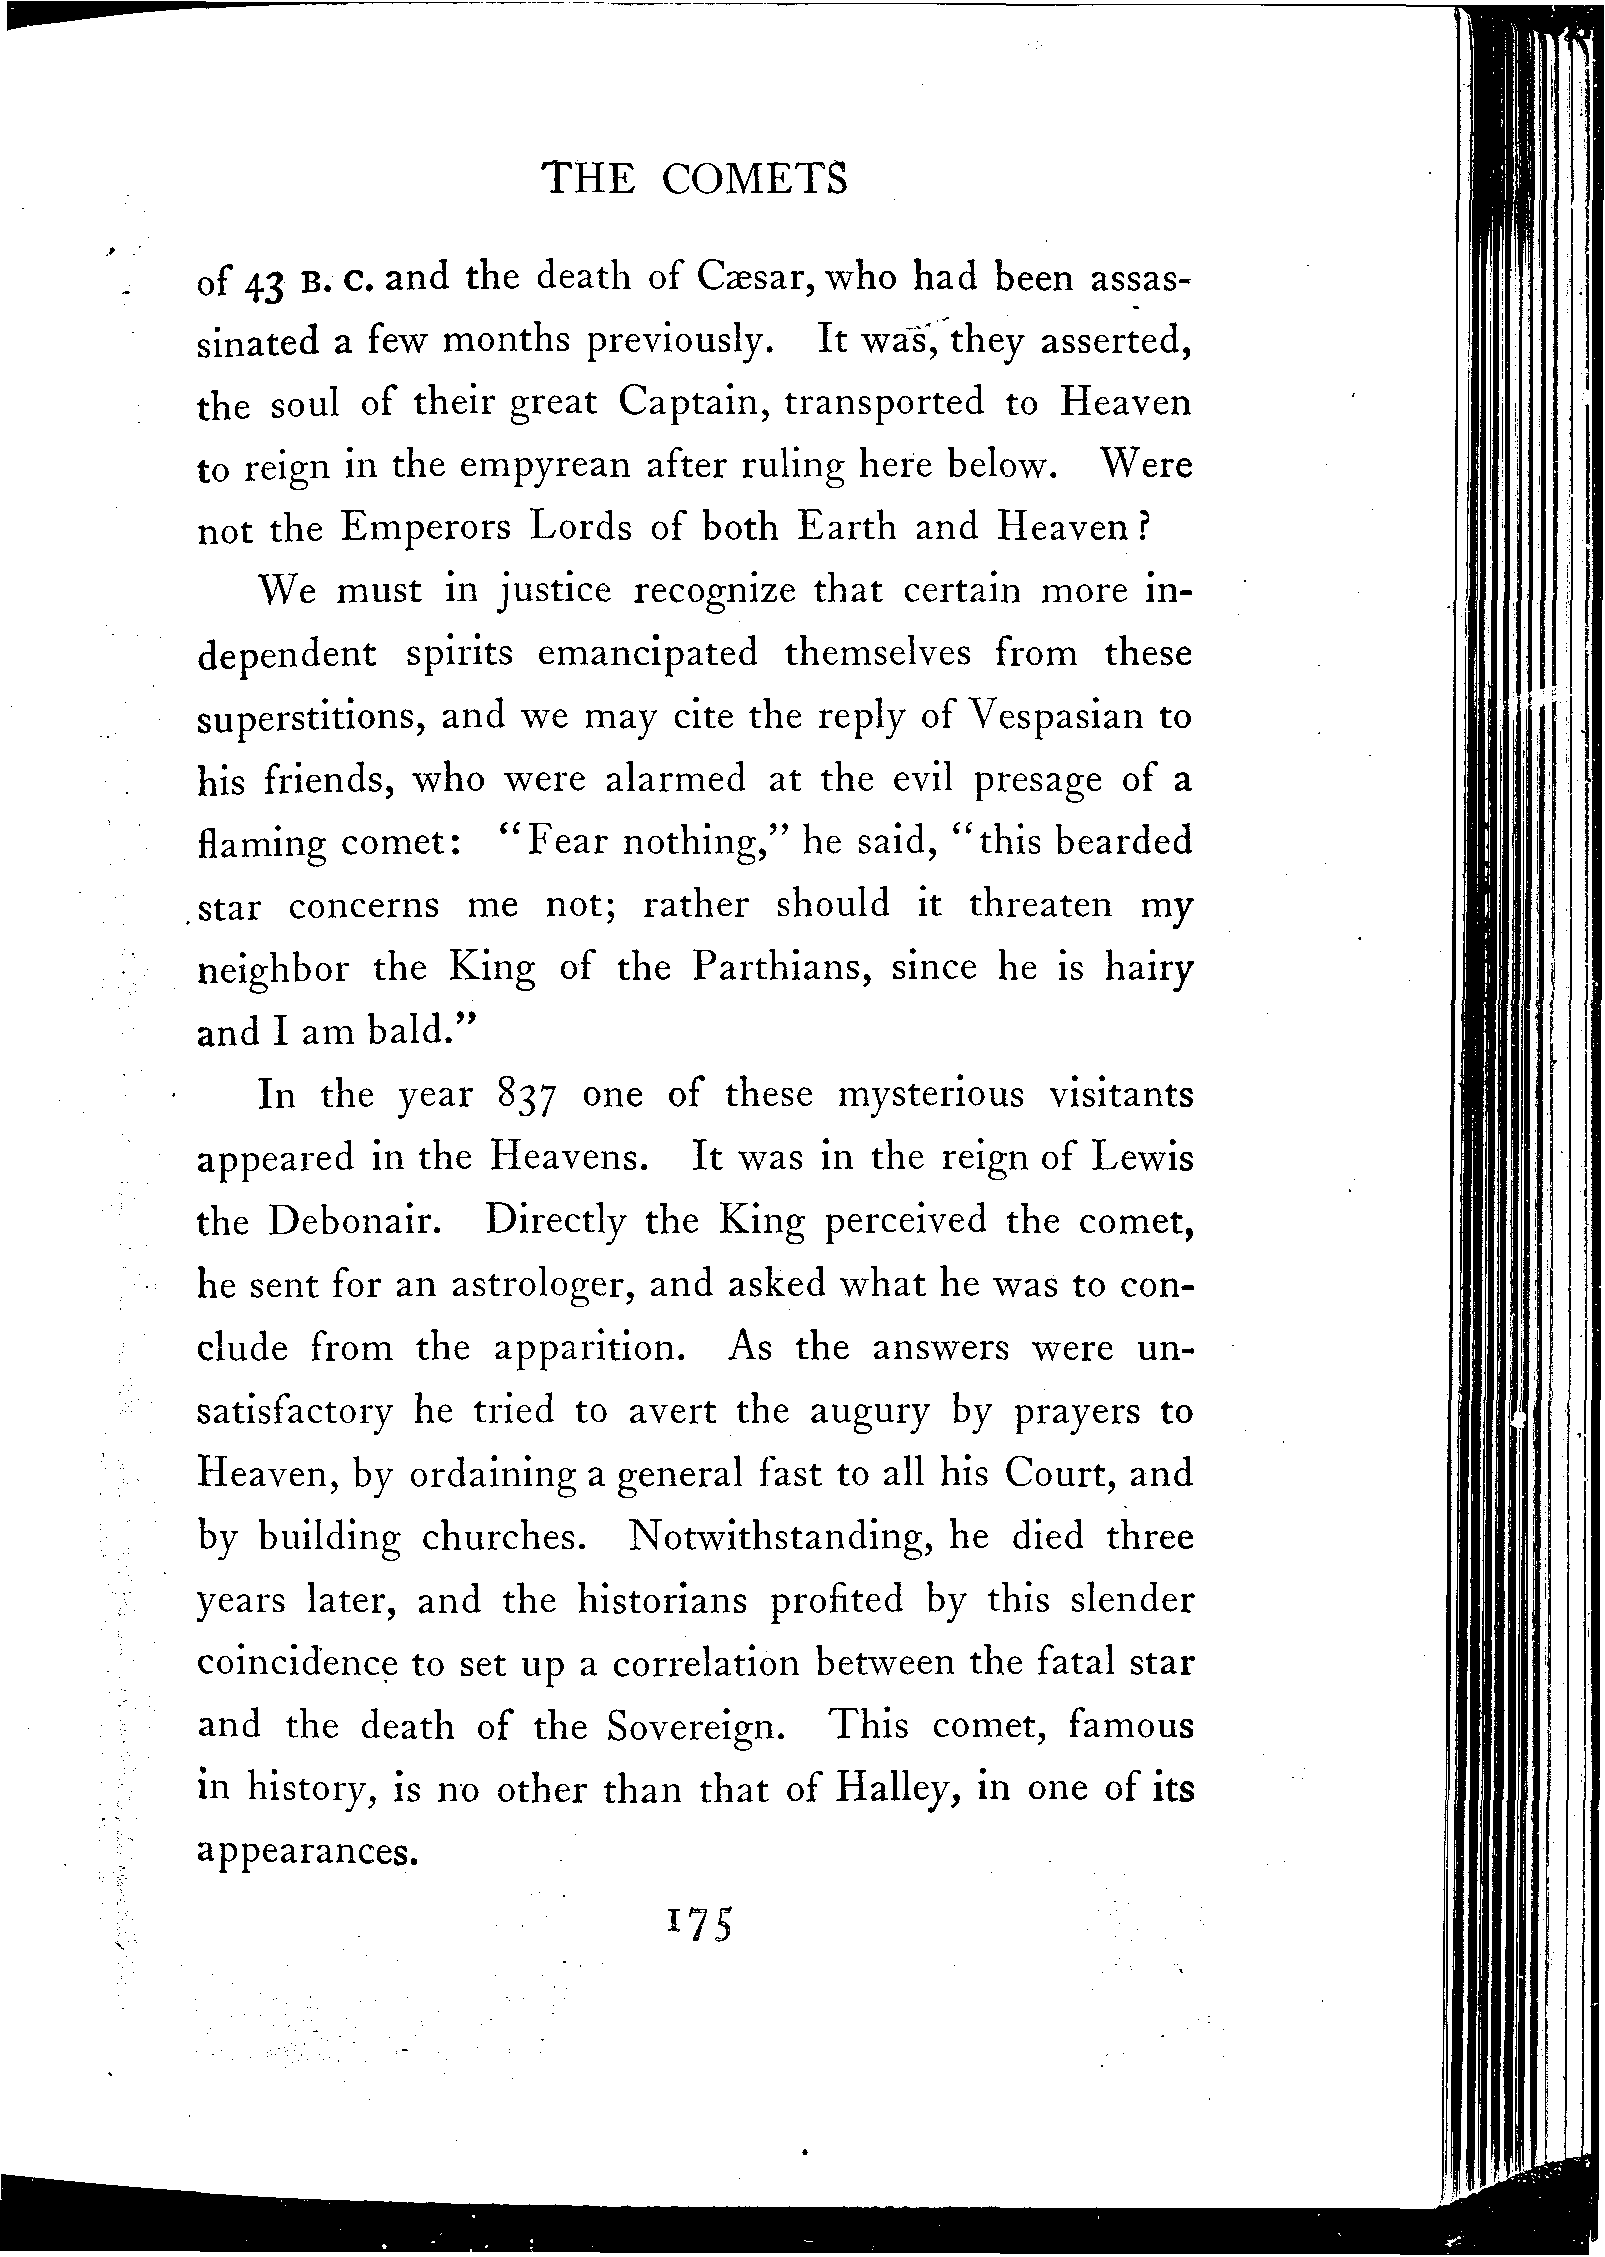 THE COMETS
of 43 B. C. and the death of Cæsar, who had been assas-
sinated a few months previously. It was, they asserted,
the soul of their great Captain, transported to Heaven
to reign in the empyrean after ruling here below. Were
not the Emperors Lords of both Earth and Heaven?
We must in justice recognize that certain more in-
dependent spirits emancipated themselves from these
superstitions, and we may cite the reply of Vespasian to
his friends, who were alarmed at the evil presage of a
flaming comet: "Fear nothing," he said, "this bearded
star concerns me not; rather should it threaten my
neighbor the King of the Parthians, since he is hairy
and I am bald."
In the year 837 one of these mysterious visitants
appeared in the Heavens. It was in the reign of Lewis
the Debonair. Directly the King perceived the comet,
he sent for an astrologer, and asked what he was to con-
clude from the apparition. As the answers were un-
satisfactory he tried to avert the augury by prayers to
Heaven, by ordaining a general fast to all his Court, and
by building churches. Notwithstanding, he died three
years later, and the historians profited by this slender
coincidence to set up a correlation between the fatal star
and the death of the Sovereign. This comet, famous
in history, is no other than that of Halley, in one of its
appearances.
175